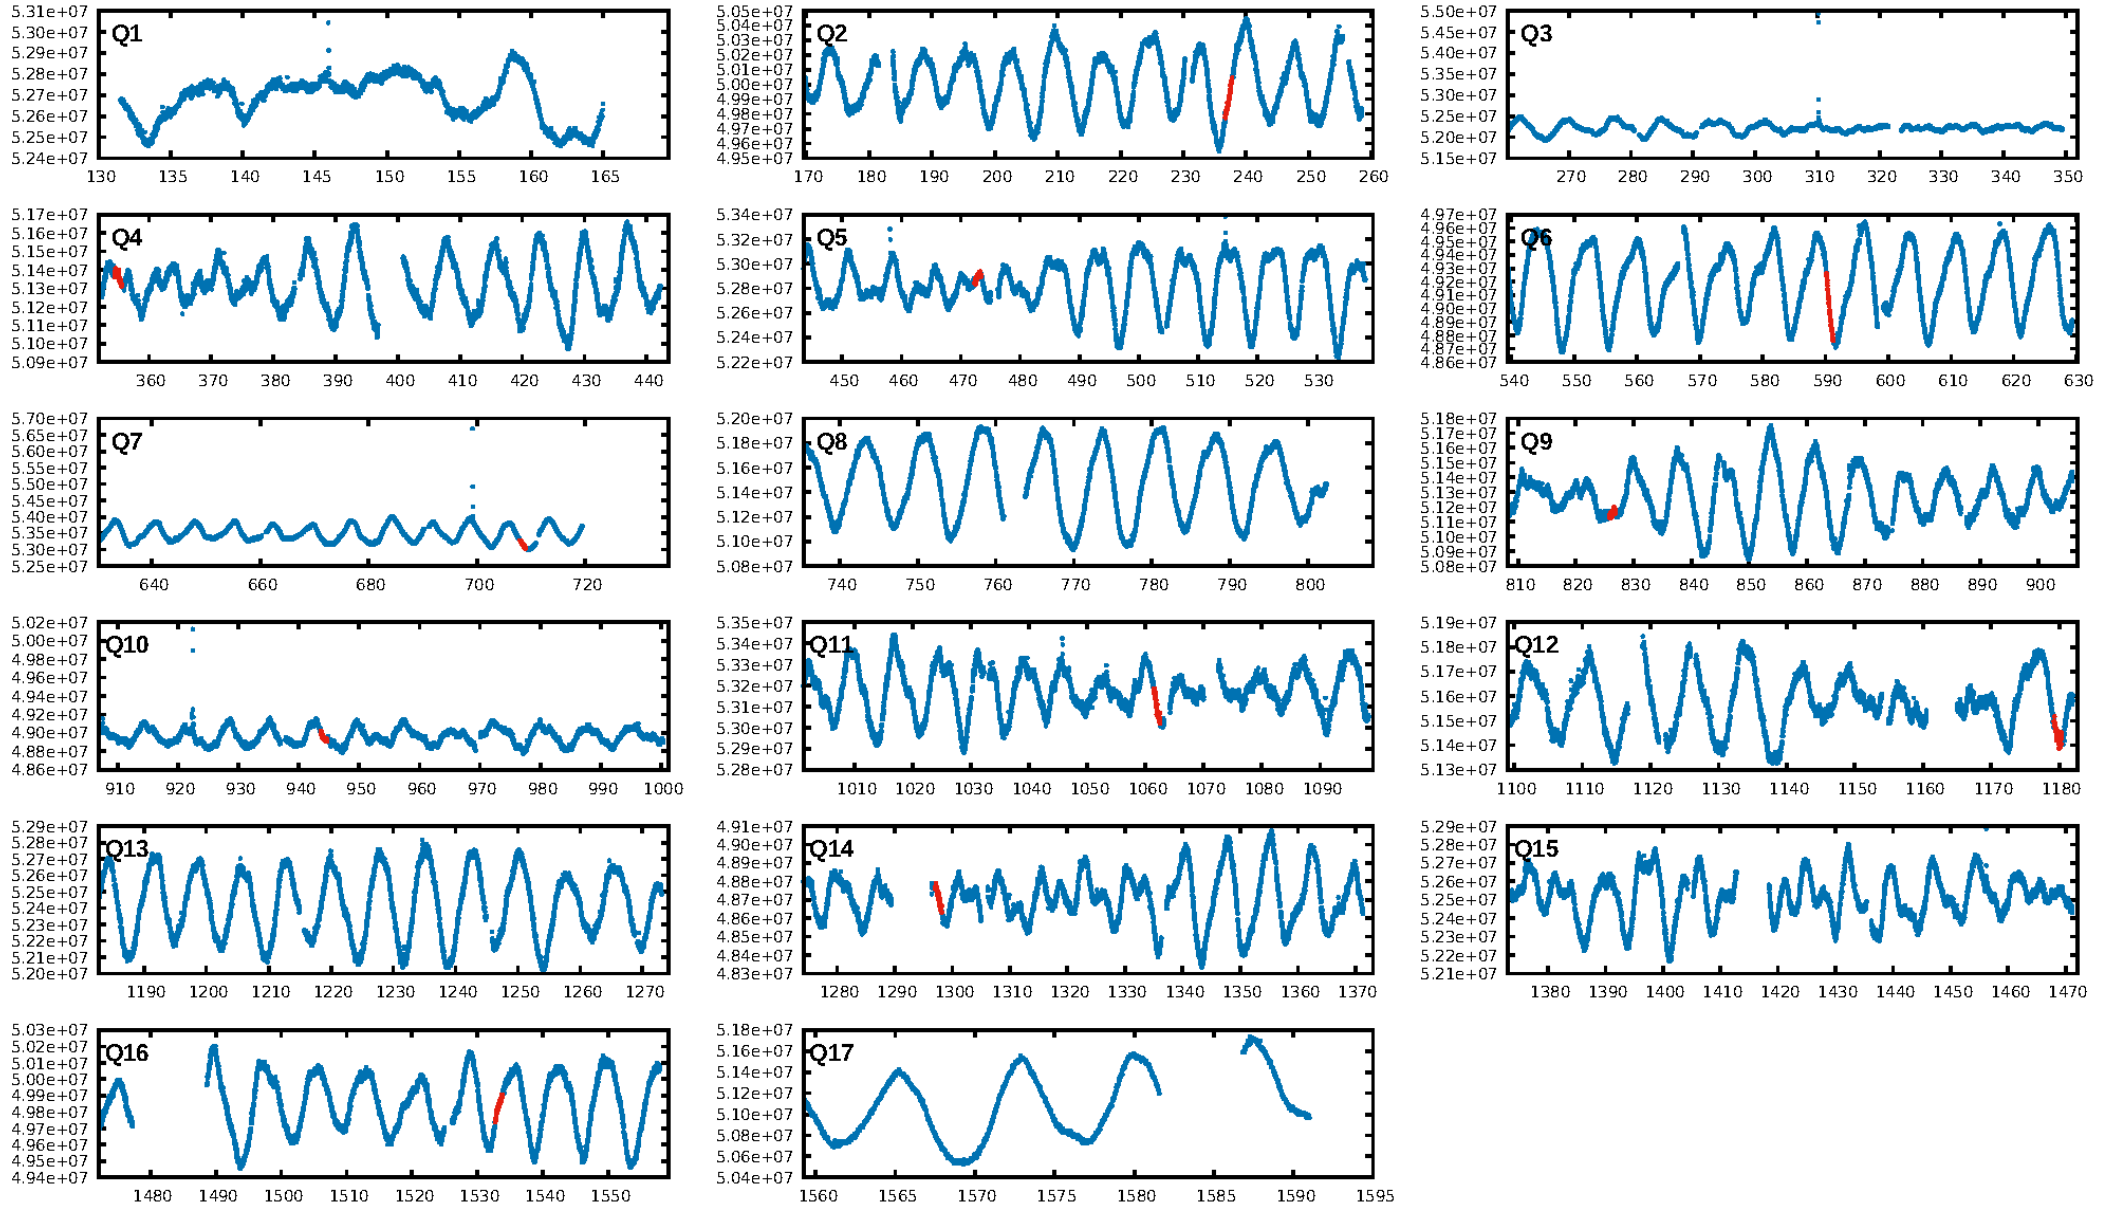 5.31e+07
5.30e+07
5.29e+07
5.28e+07
5.27e+07
5.26e+07
5.25e+07
5.24e+07
Q1
130 135 140 145 150 155 160 165
5.05e+07
5.04e+07
5.03e+07
5.02e+07
5.01e+07
5.00e+07
4.99e+07
4.98e+07
4.97e+07
4.96e+07
4.95e+07
Q2
170 180 190 200 210 220 230 240 250 260
5.50e+07
5.45e+07
5.40e+07
5.35e+07
5.30e+07
5.25e+07
5.20e+07
5.15e+07
Q3
270 280 290 300 310 320 330 340 350
5.17e+07
5.16e+07
5.15e+07
5.14e+07
5.13e+07
5.12e+07
5.11e+07
5.10e+07
5.09e+07
Q4
360 370 380 390 400 410 420 430 440
5.34e+07
5.32e+07
5.30e+07
5.28e+07
5.26e+07
5.24e+07
5.22e+07
Q5
450 460 470 480 490 500 510 520 530
4.97e+07
4.96e+07
4.95e+07
4.94e+07
4.93e+07
4.92e+07
4.91e+07
4.90e+07
4.89e+07
4.88e+07
4.87e+07
4.86e+07
Q6
540 550 560 570 580 590 600 610 620 630
5.70e+07
5.65e+07
5.60e+07
5.55e+07
5.50e+07
5.45e+07
5.40e+07
5.35e+07
5.30e+07
5.25e+07
Q7
640 660 680 700 720
5.20e+07
5.18e+07
5.16e+07
5.14e+07
5.12e+07
5.10e+07
5.08e+07
Q8
740 750 760 770 780 790 800
5.18e+07
5.17e+07
5.16e+07
5.15e+07
5.14e+07
5.13e+07
5.12e+07
5.11e+07
5.10e+07
5.09e+07
5.08e+07
Q9
810 820 830 840 850 860 870 880 890 900
5.02e+07
5.00e+07
4.98e+07
4.96e+07
4.94e+07
4.92e+07
4.90e+07
4.88e+07
4.86e+07
Q10
910 920 930 940 950 960 970 980 990 1000
5.35e+07
5.34e+07
5.33e+07
5.32e+07
5.31e+07
5.30e+07
5.29e+07
5.28e+07
Q11
1010 1020 1030 1040 1050 1060 1070 1080 1090
5.19e+07
5.18e+07
5.17e+07
5.16e+07
5.15e+07
5.14e+07
5.13e+07
Q12
1100 1110 1120 1130 1140 1150 1160 1170 1180
5.29e+07
5.28e+07
5.27e+07
5.26e+07
5.25e+07
5.24e+07
5.23e+07
5.22e+07
5.21e+07
5.20e+07
Q13
1190 1200 1210 1220 1230 1240 1250 1260 1270
4.91e+07
4.90e+07
4.89e+07
4.88e+07
4.87e+07
4.86e+07
4.85e+07
4.84e+07
4.83e+07
Q14
1280 1290 1300 1310 1320 1330 1340 1350 1360 1370
5.29e+07
5.28e+07
5.27e+07
5.26e+07
5.25e+07
5.24e+07
5.23e+07
5.22e+07
5.21e+07
Q15
1380 1390 1400 1410 1420 1430 1440 1450 1460 1470
5.03e+07
5.02e+07
5.01e+07
5.00e+07
4.99e+07
4.98e+07
4.97e+07
4.96e+07
4.95e+07
4.94e+07
Q16
1480 1490 1500 1510 1520 1530 1540 1550
5.18e+07
5.16e+07
5.14e+07
5.12e+07
5.10e+07
5.08e+07
5.06e+07
5.04e+07
Q17
1560 1565 1570 1575 1580 1585 1590 1595